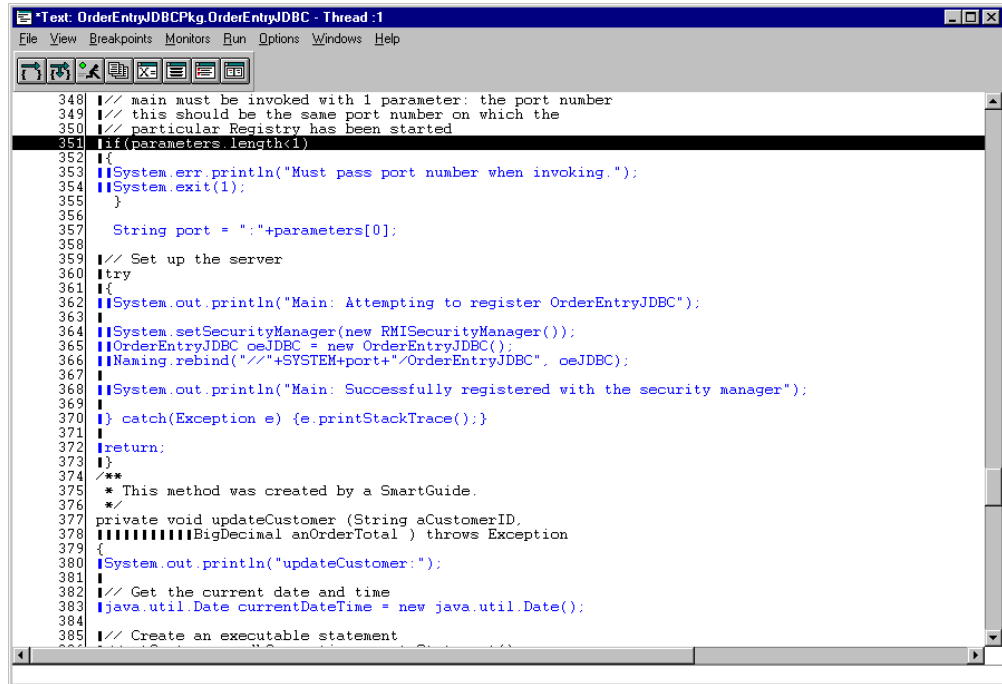 *Text: OrderEntryJDBCPkg.OrderEntryJDBC - Thread :1
File View Breakpoints Monitors Run Options Windows Help
348 // main must be invoked with 1 parameter: the port number
349 // this should be the same port number on which the
350 // particular Registry has been started
351 if(parameters.length<1)
352 {
353 System.err.println("Must pass port number when invoking.");
354 System.exit(1);
355 }
356
357 String port = ":"+parameters[0];
358
359 // Set up the server
360 try
361 {
362 System.out.println("Main: Attempting to register OrderEntryJDBC");
363
364 System.setSecurityManager(new RMISecurityManager());
365 OrderEntryJDBC oeJDBC = new OrderEntryJDBC();
366 Naming.rebind("//"+SYSTEM+port+"/OrderEntryJDBC", oeJDBC);
367
368 System.out.println("Main: Successfully registered with the security manager");
369
370 } catch(Exception e) {e.printStackTrace();}
371
372 return;
373 }
374 /**
375 * This method was created by a SmartGuide.
376 */
377 private void updateCustomer (String aCustomerID,
378 BigDecimal anOrderTotal ) throws Exception
379 {
380 System.out.println("updateCustomer:");
381
382 // Get the current date and time
383 java.util.Date currentDateTime = new java.util.Date();
384
385 // Create an executable statement